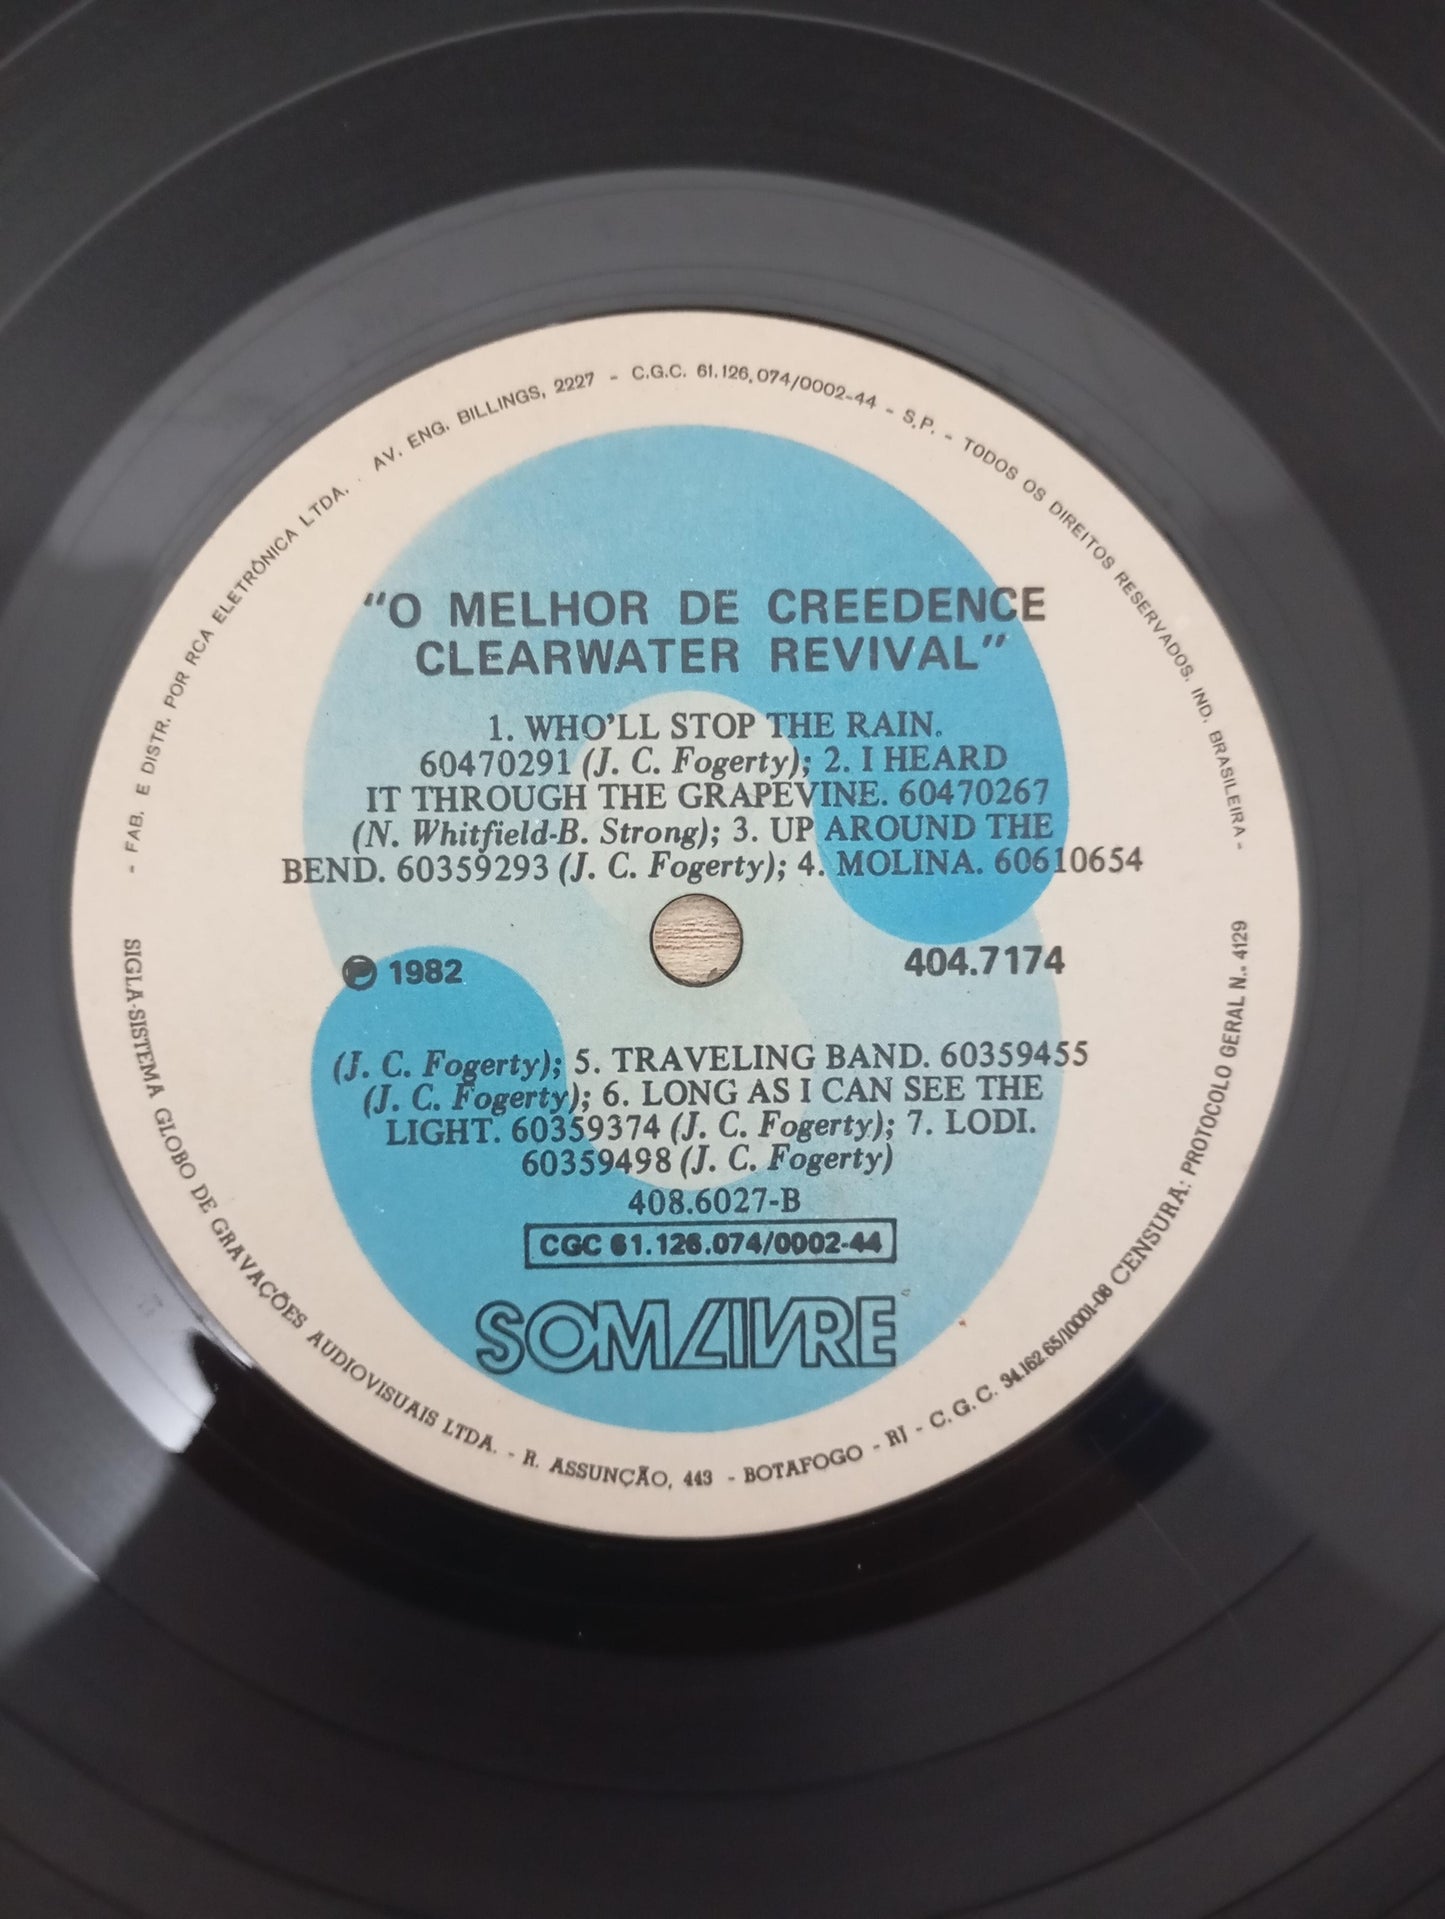 - FAB. E DISTR. POR RCA ELETRÔNICA LTDA. . AV. ENG. BILLINGS, 2227 - C.G.C. 61.126.074/0002-44 - S.P. - TODOS OS DIREITOS RESERVADOS. IND. BRASILEIRA -
"O MELHOR DE CREEDENCE
CLEARWATER REVIVAL"
1. WHO'LL STOP THE RAIN.
60470291 (J. C. Fogerty); 2. I HEARD
IT THROUGH THE GRAPEVINE. 60470267
(N. Whitfield-B. Strong); 3. UP AROUND THE
BEND. 60359293 (J. C. Fogerty); 4. MOLINA. 60610654
℗ 1982
404.7174
(J. C. Fogerty); 5. TRAVELING BAND. 60359455
(J. C. Fogerty); 6. LONG AS I CAN SEE THE
LIGHT. 60359374 (J. C. Fogerty); 7. LODI.
60359498 (J. C. Fogerty)
408.6027-B
CGC 61.126.074/0002-44
SOM LIVRE
SIGLA-SISTEMA GLOBO DE GRAVAÇÕES AUDIOVISUAIS LTDA. - R. ASSUNÇÃO, 443 - BOTAFOGO - RJ - C.G.C. 34.162.65/10001-08 CENSURA: PROTOCOLO GERAL N.º 4129